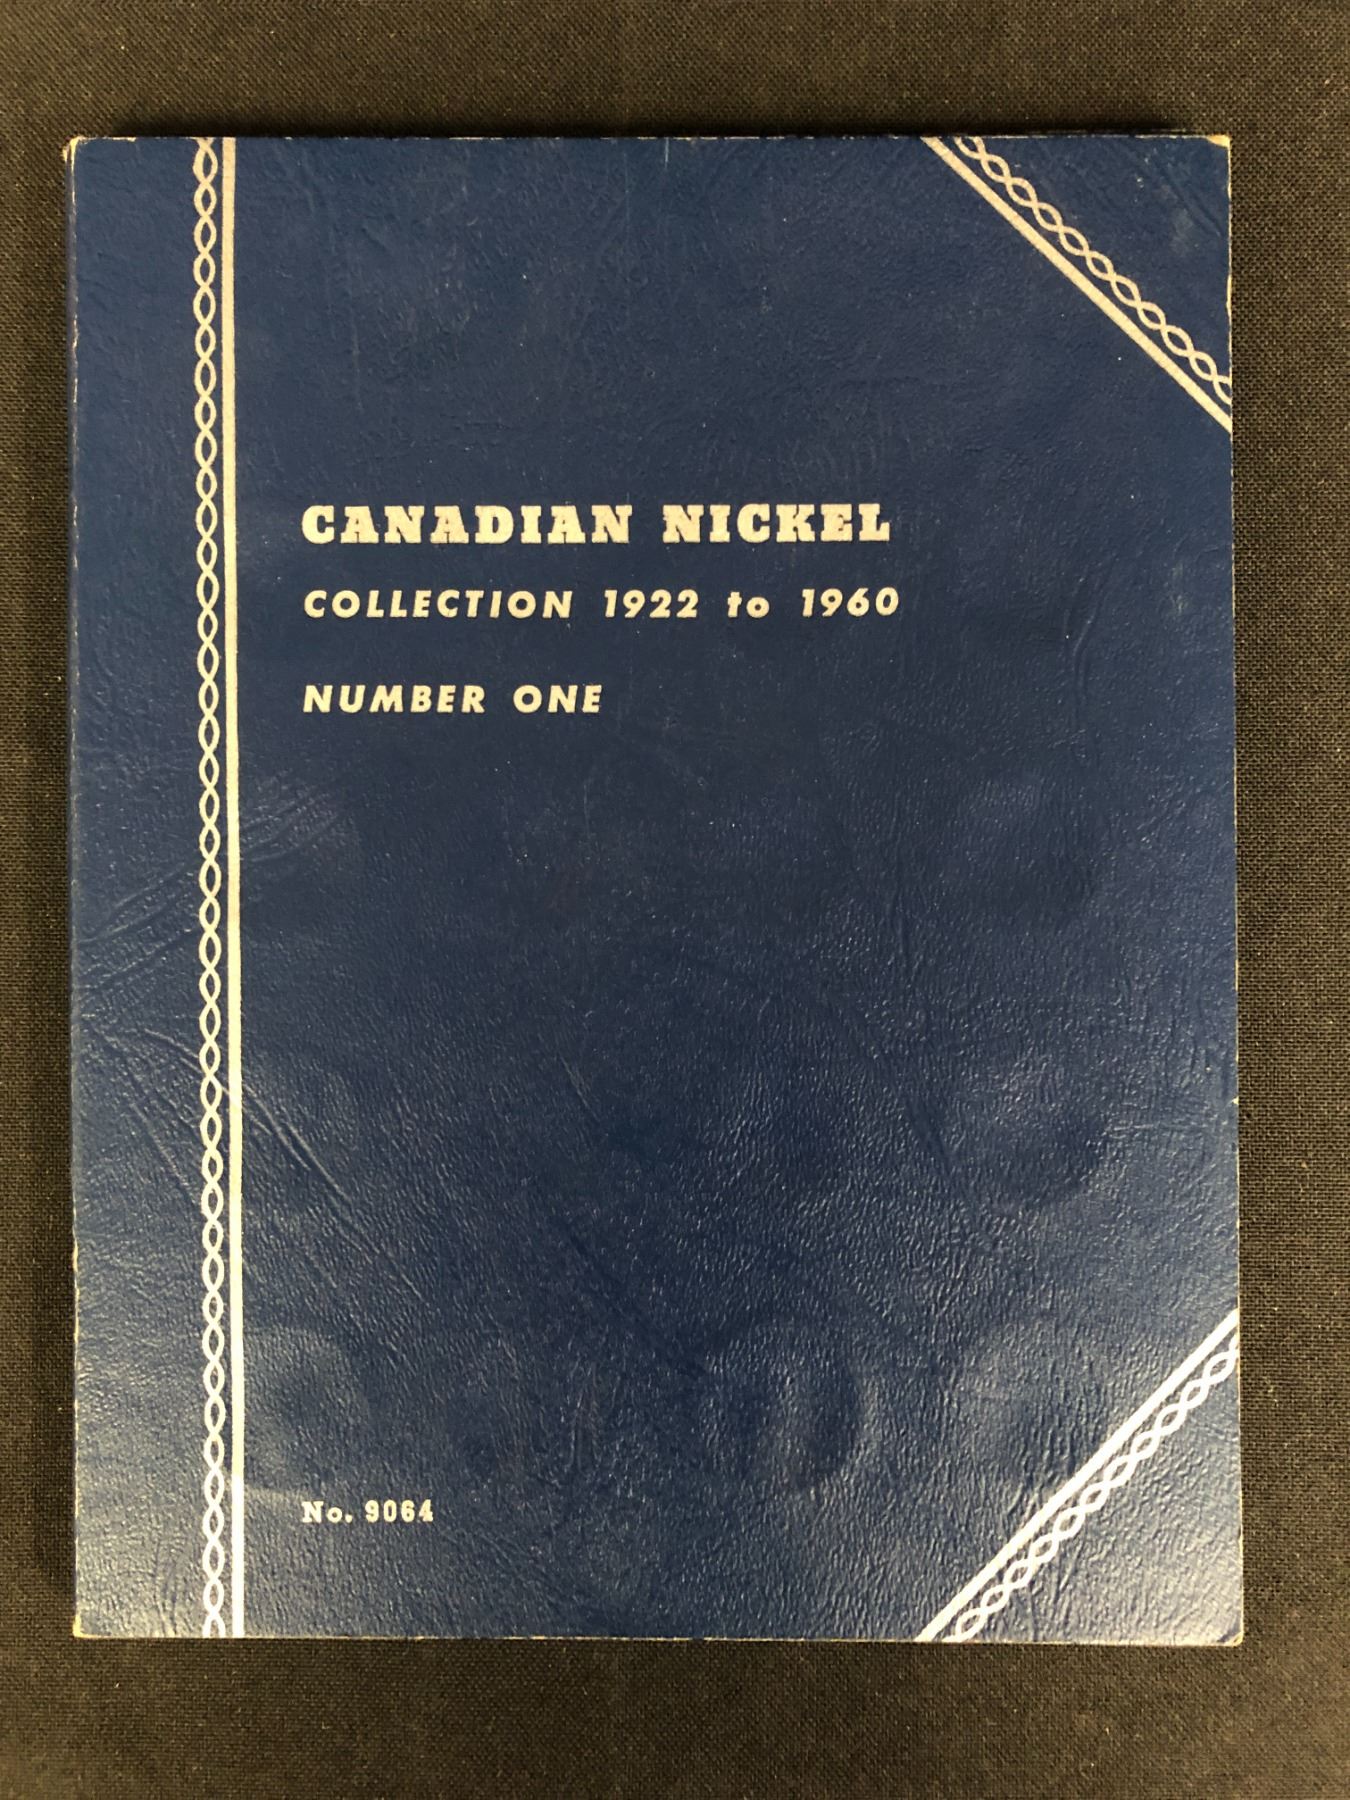 CANADIAN NICKEL
COLLECTION 1922 to 1960
NUMBER ONE
No. 9064